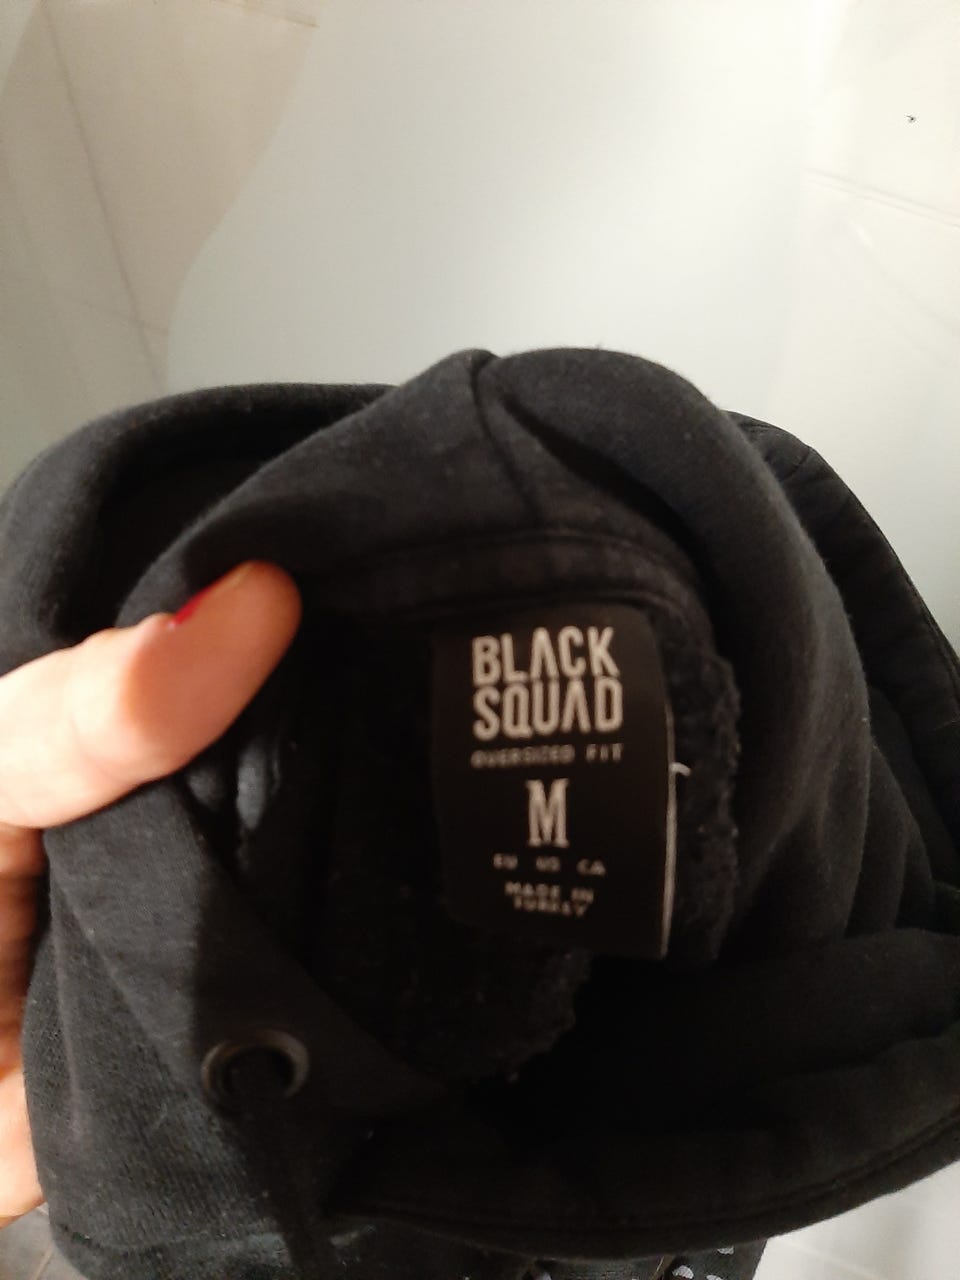 BLACK
SQUAD
OVERSIZED FIT
M
EU US CA
MADE IN
TURKEY